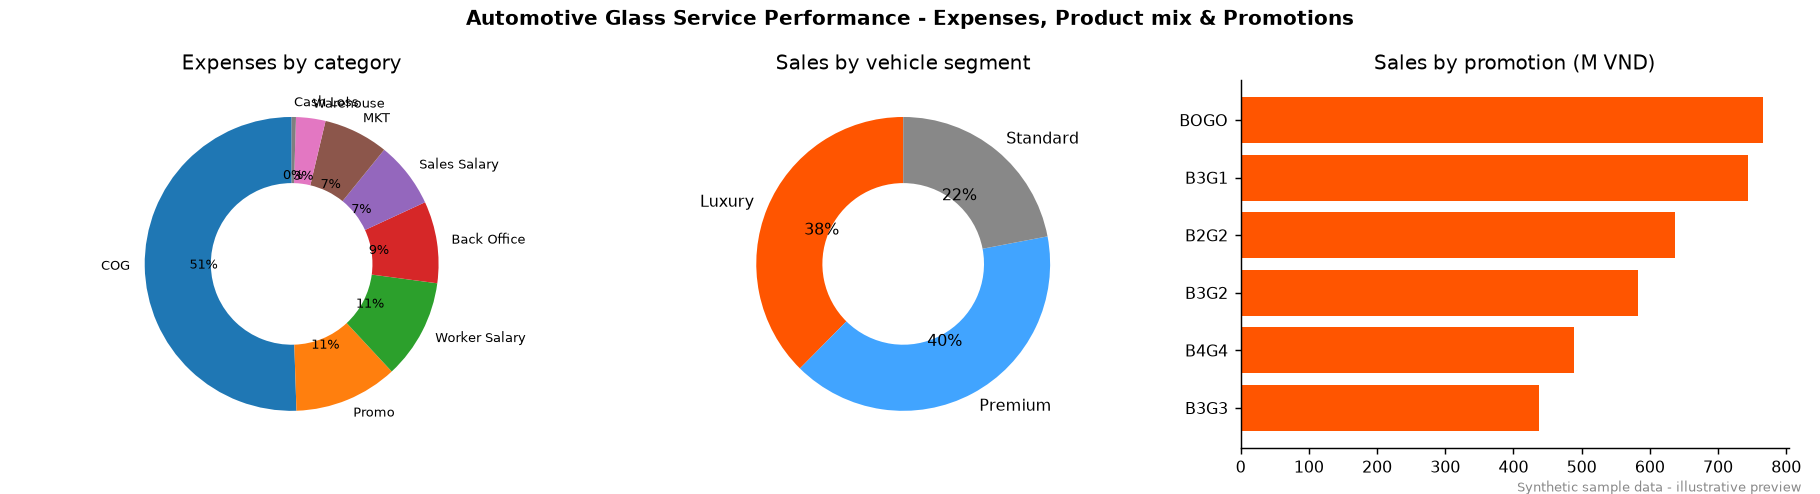 Automotive Glass Service Performance - Expenses, Product mix & Promotions
Expenses by category
Cash Loss
Warehouse
MKT
Sales Salary
Back Office
Worker Salary
Promo
COG
0%
3%
7%
7%
9%
11%
11%
51%
Sales by vehicle segment
Standard
Luxury
Premium
22%
38%
40%
Sales by promotion (M VND)
BOGO
B3G1
B2G2
B3G2
B4G4
B3G3
0 100 200 300 400 500 600 700 800
Synthetic sample data - illustrative preview